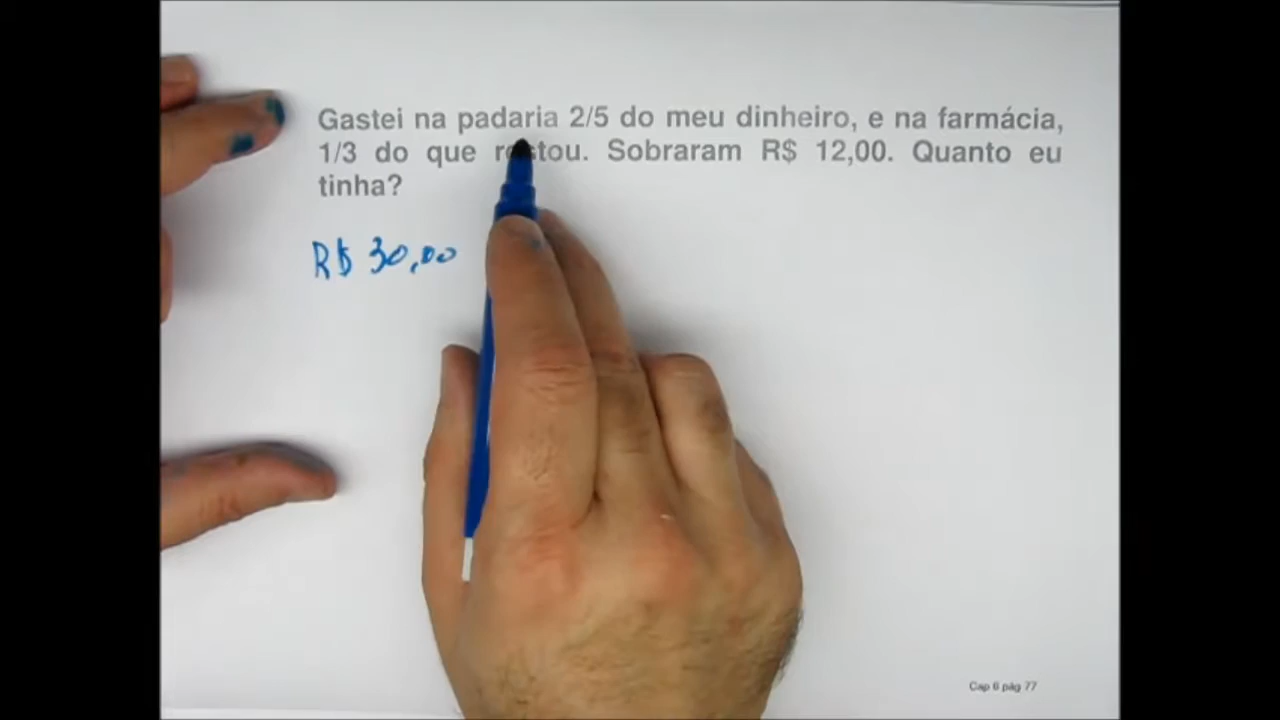 Gastei na padaria 2/5 do meu dinheiro, e na farmácia,
1/3 do que restou. Sobraram R$ 12,00. Quanto eu
tinha?
R$ 30,00
Cap 6 pág 77